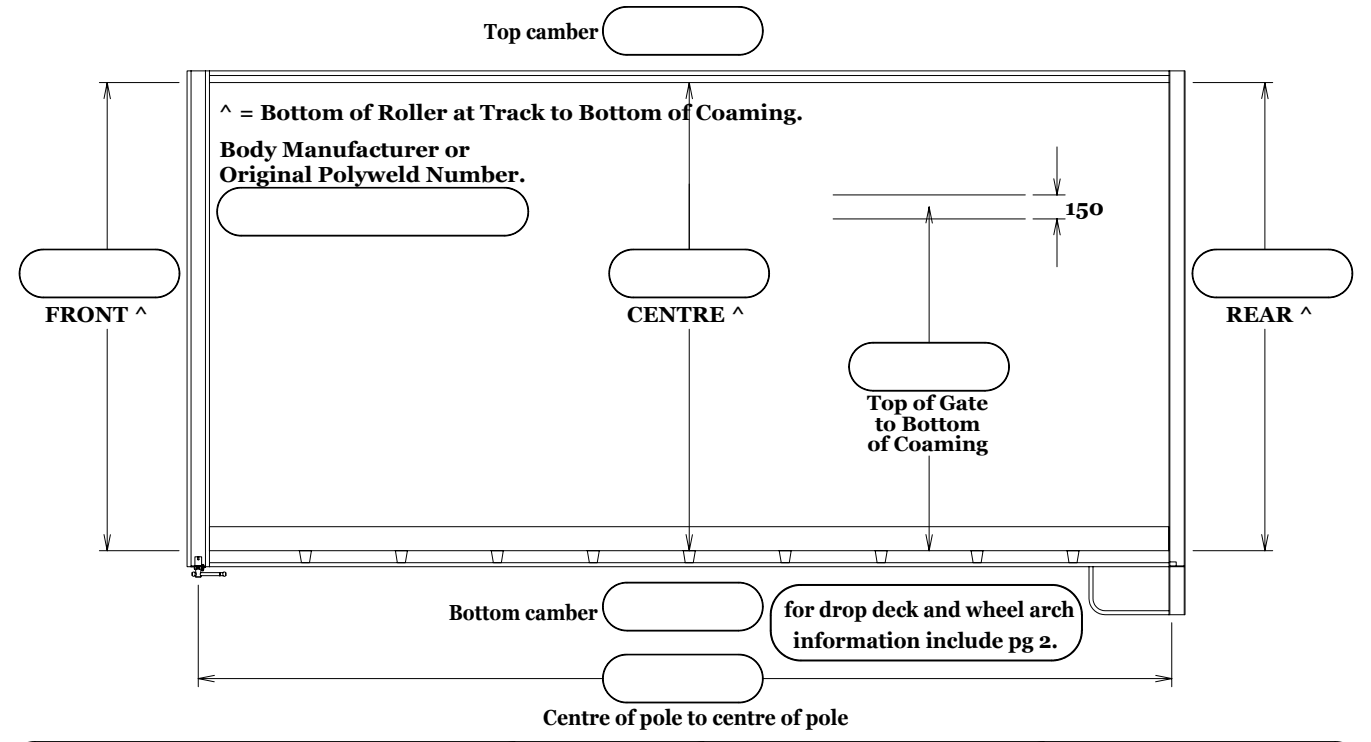 Top camber
^ = Bottom of Roller at Track to Bottom of Coaming.
Body Manufacturer or
Original Polyweld Number.
150
FRONT ^
CENTRE ^
REAR ^
Top of Gate
to Bottom
of Coaming
Bottom camber
for drop deck and wheel arch
information include pg 2.
Centre of pole to centre of pole